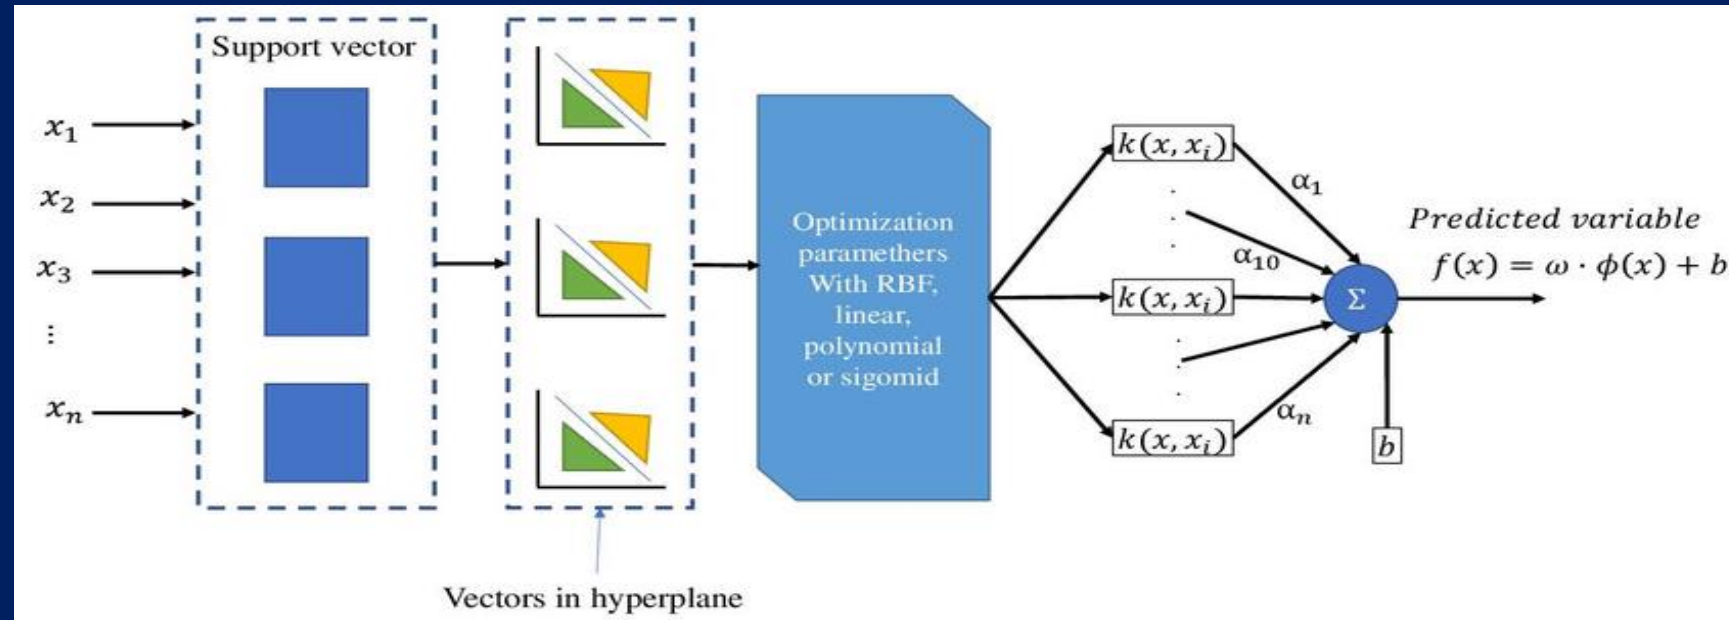 Support vector
x₁
x₂
x₃
⋮
xₙ
Vectors in hyperplane
Optimization
paramethers
With RBF,
linear,
polynomial
or sigomid
k(x, xᵢ)
k(x, xᵢ)
k(x, xᵢ)
α₁
α₁₀
αₙ
Σ
b
Predicted variable
f(x) = ω · ϕ(x) + b